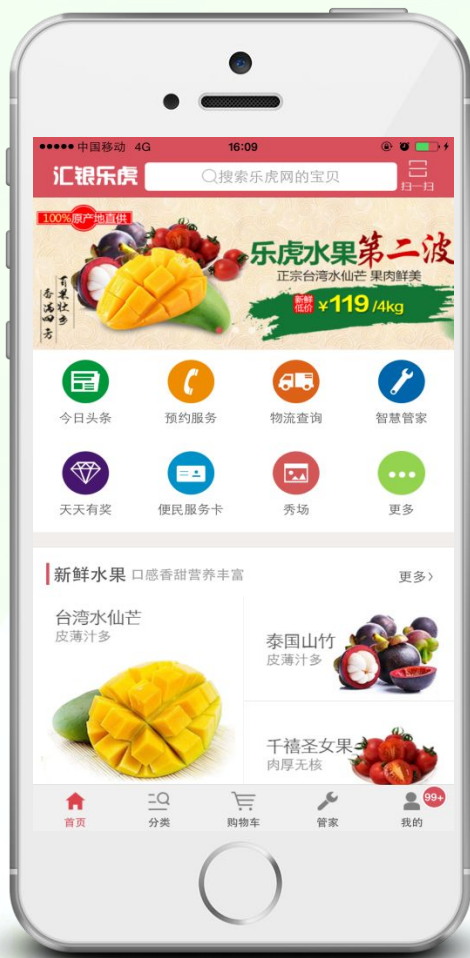 中国移动 4G 16:09
汇银乐虎 搜索乐虎网的宝贝 扫一扫
100%原产地直供
乐虎水果第二波
正宗台湾水仙芒 果肉鲜美
新鲜低价 ¥119/4kg
百果壮乡
香满四方
今日头条 预约服务 物流查询 智慧管家
天天有奖 便民服务卡 秀场 更多
新鲜水果 口感香甜营养丰富 更多>
台湾水仙芒
皮薄汁多
泰国山竹
皮薄汁多
千禧圣女果
肉厚无核
99+
首页 分类 购物车 管家 我的